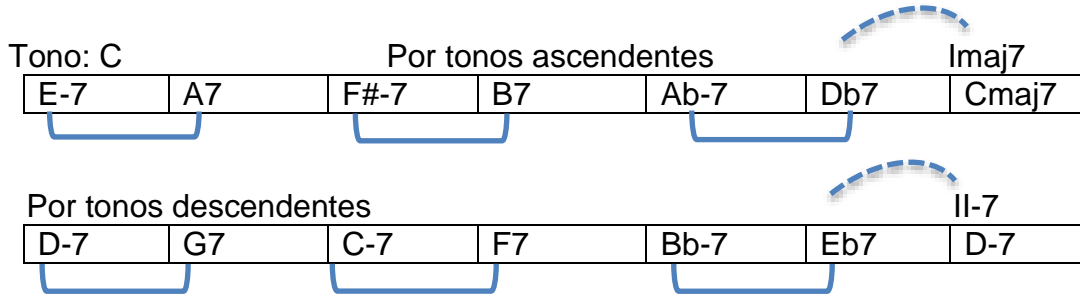 Tono: C Por tonos ascendentes Imaj7
E-7 A7 F#-7 B7 Ab-7 Db7 Cmaj7
Por tonos descendentes II-7
D-7 G7 C-7 F7 Bb-7 Eb7 D-7